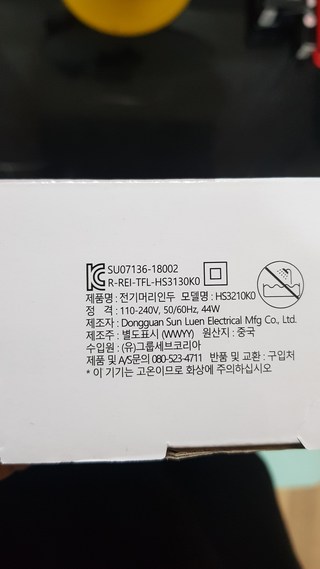 SU07136-18002
R-REI-TFL-HS3130K0
제품명 : 전기머리인두 모델명 : HS3210K0
정 격 : 110-240V, 50/60Hz, 44W
제조자 : Dongguan Sun Luen Electrical Mfg Co., Ltd.
제조주 : 별도표시 (WWYY) 원산지 : 중국
수입원 : (유)그룹세브코리아
제품 및 A/S문의 080-523-4711 반품 및 교환 : 구입처
* 이 기기는 고온이므로 화상에 주의하십시오